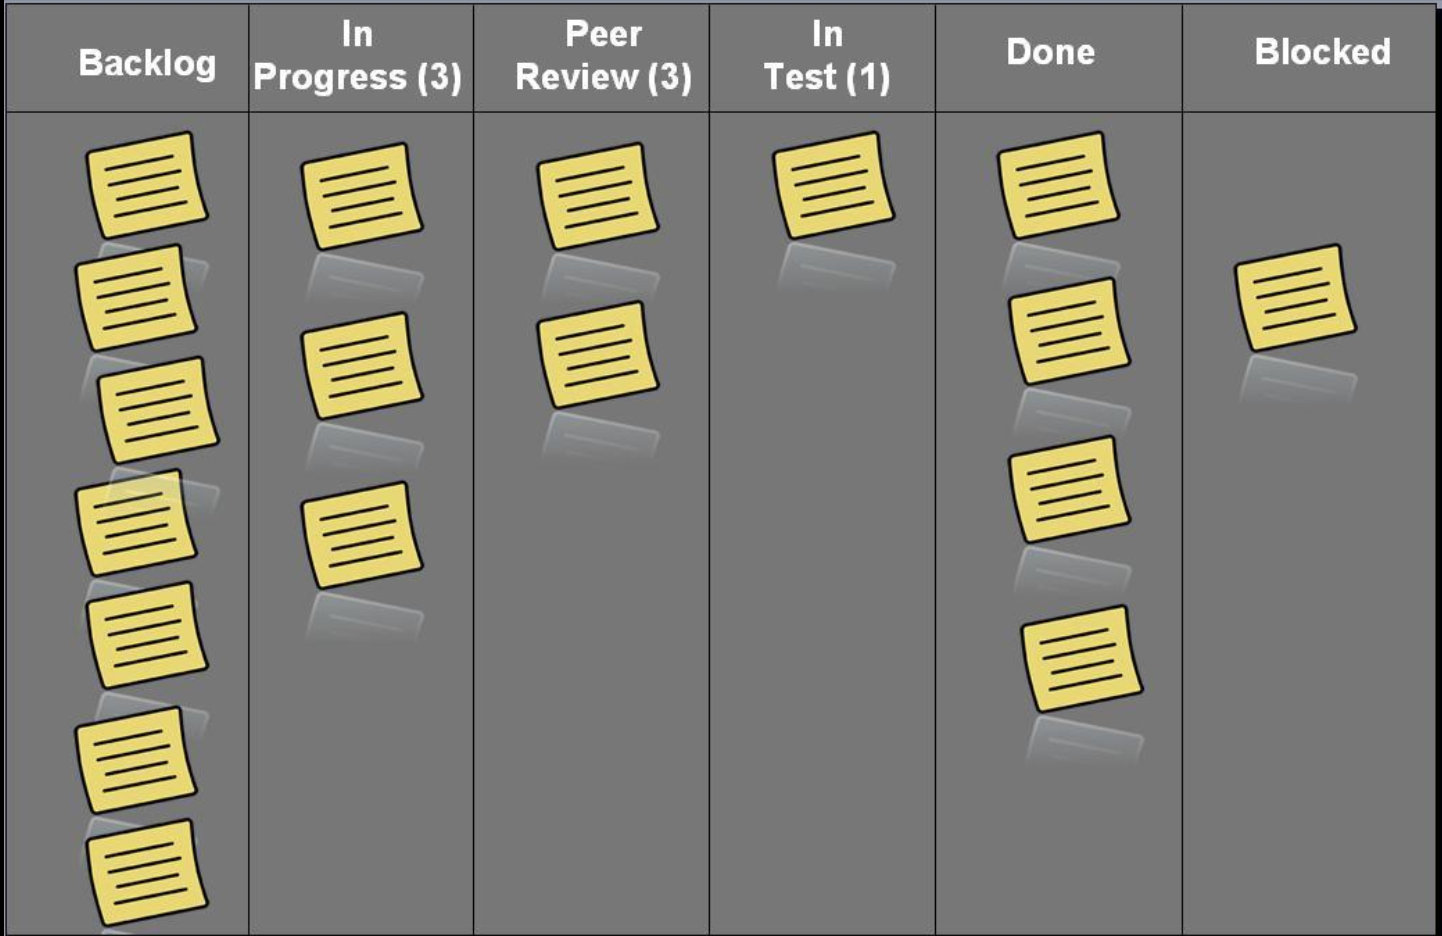 Backlog
In
Progress (3)
Peer
Review (3)
In
Test (1)
Done
Blocked